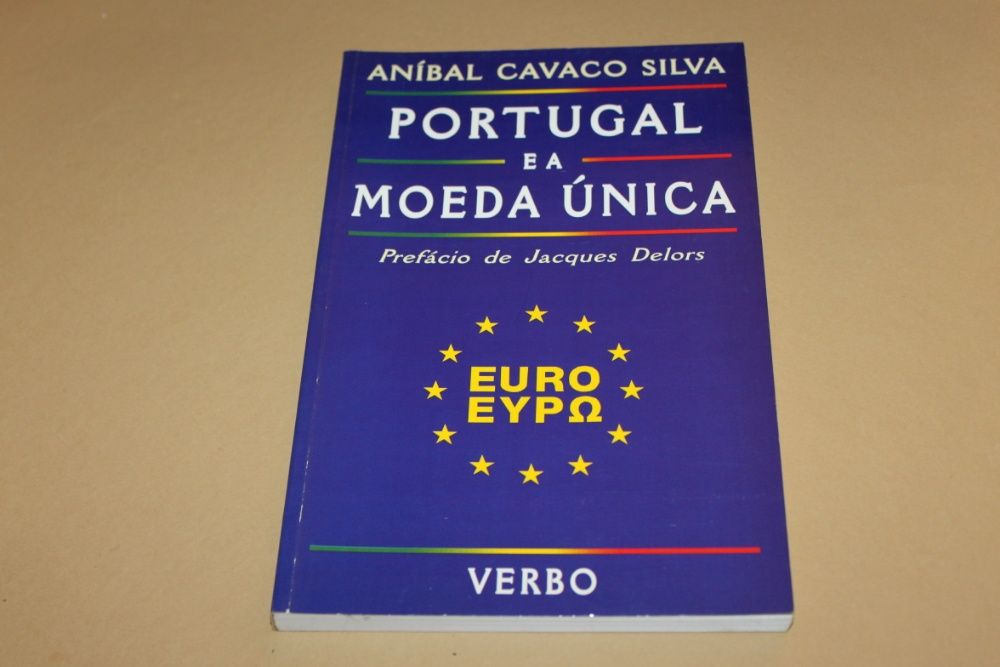 ANÍBAL CAVACO SILVA
PORTUGAL
E A
MOEDA ÚNICA
Prefácio de Jacques Delors
EURO
ΕΥΡΩ
VERBO